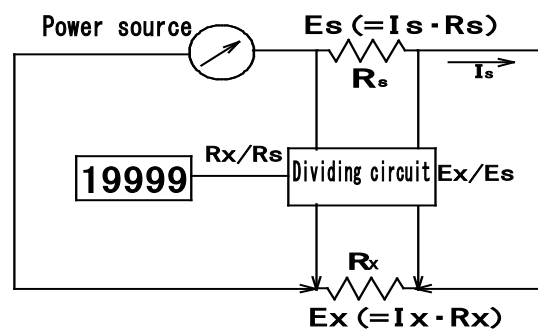 Power source
Es (=Is-Rs)
Rs
Is
Rx/Rs
19999
Dividing circuit
Ex/Es
Rx
Ex (=Ix-Rx)